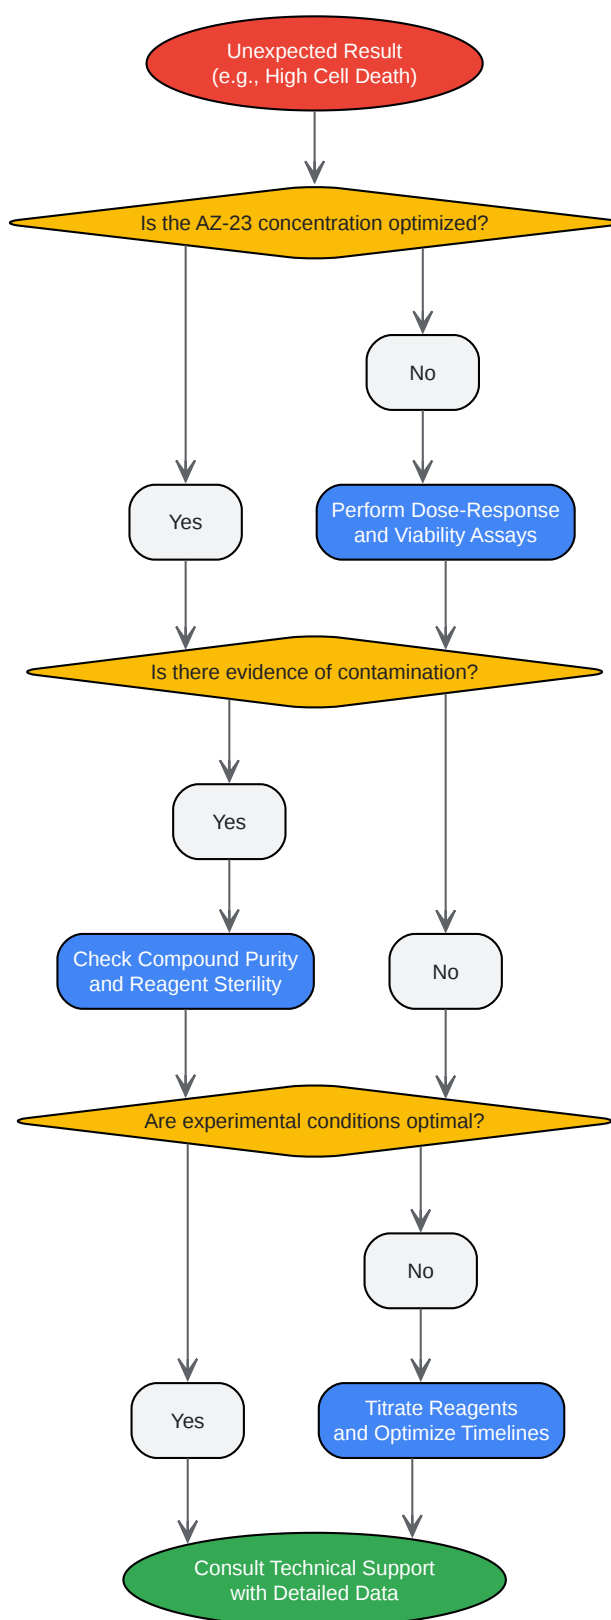 Unexpected Result
(e.g., High Cell Death)
Is the AZ-23 concentration optimized?
No
Yes
Perform Dose-Response
and Viability Assays
Is there evidence of contamination?
Yes
Check Compound Purity
and Reagent Sterility
No
Are experimental conditions optimal?
No
Yes
Titrate Reagents
and Optimize Timelines
Consult Technical Support
with Detailed Data